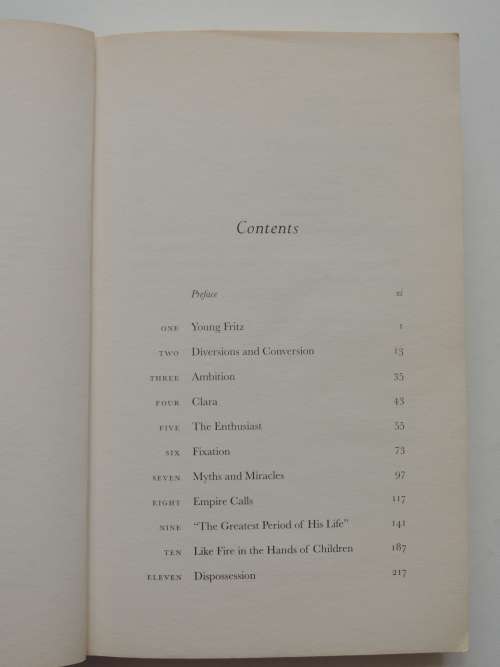 Contents
Preface xi
ONE Young Fritz 1
TWO Diversions and Conversion 13
THREE Ambition 35
FOUR Clara 43
FIVE The Enthusiast 55
SIX Fixation 73
SEVEN Myths and Miracles 97
EIGHT Empire Calls 117
NINE “The Greatest Period of His Life” 141
TEN Like Fire in the Hands of Children 187
ELEVEN Dispossession 217